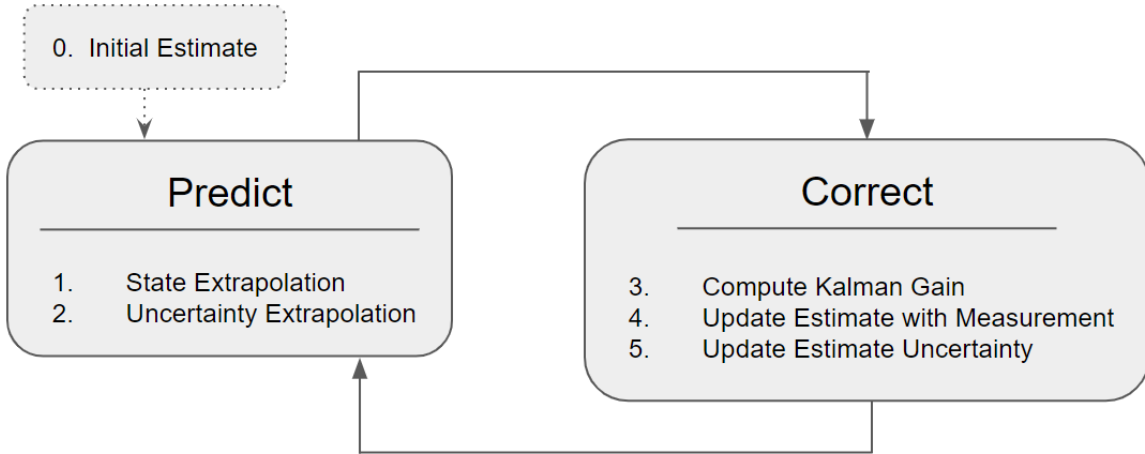 0. Initial Estimate
Predict
1. State Extrapolation
2. Uncertainty Extrapolation
Correct
3. Compute Kalman Gain
4. Update Estimate with Measurement
5. Update Estimate Uncertainty